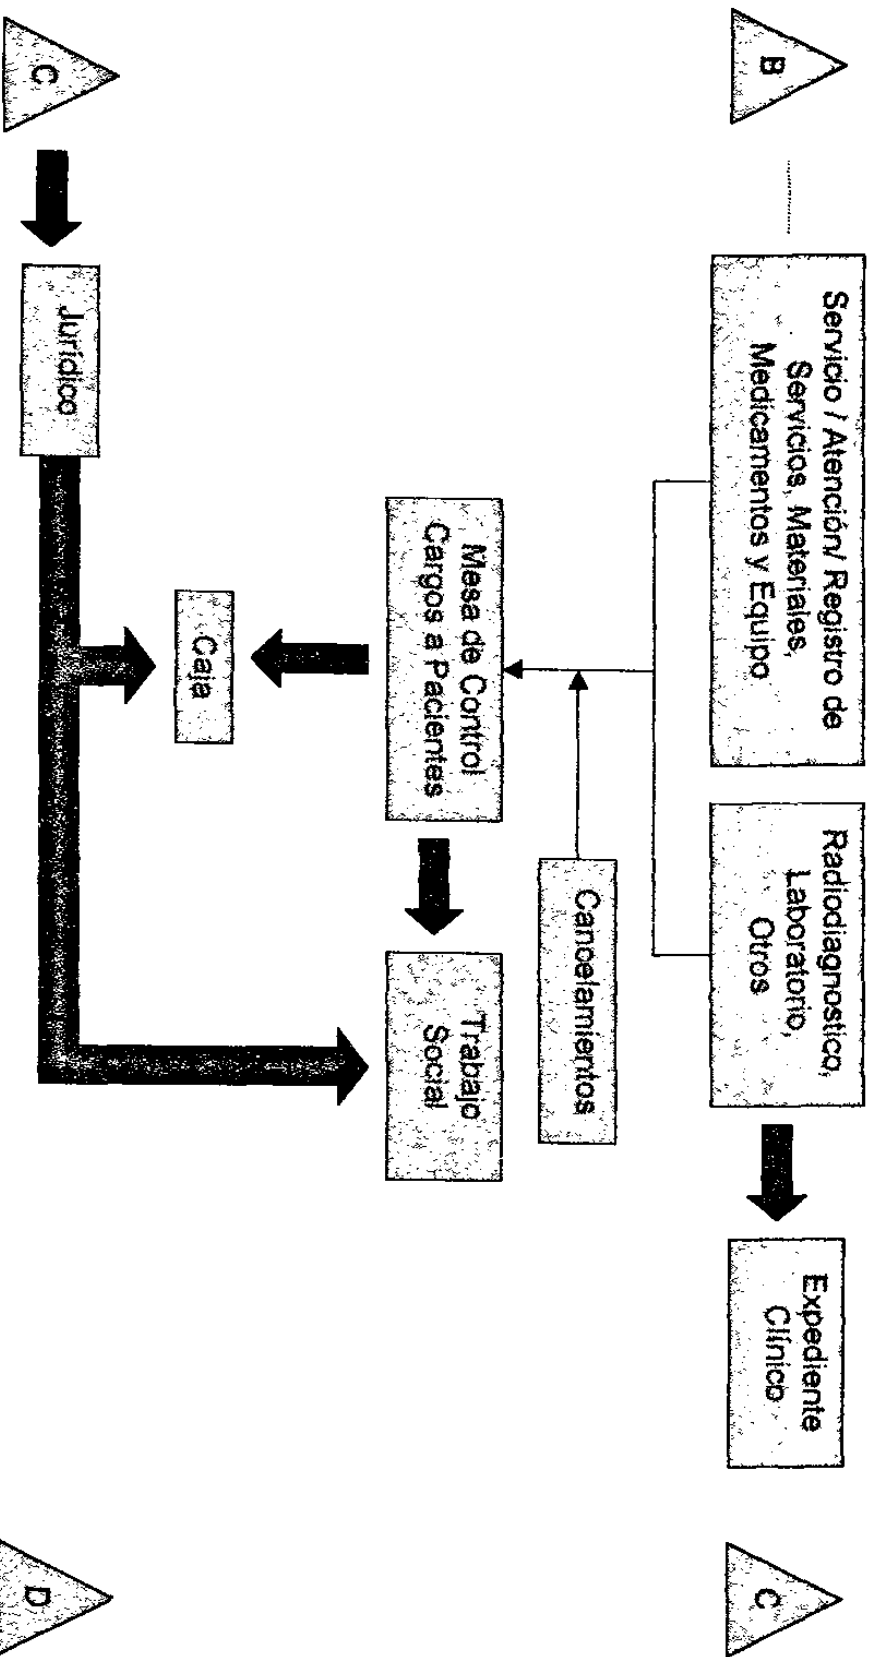 B
Servicio / Atención/ Registro de
Servicios, Materiales,
Medicamentos y Equipo
Radiodiagnostico,
Laboratorio,
Otros
Expediente
Clínico
C
Cancelamientos
Mesa de Control
Cargos a Pacientes
Trabajo
Social
Caja
C
Jurídico
D